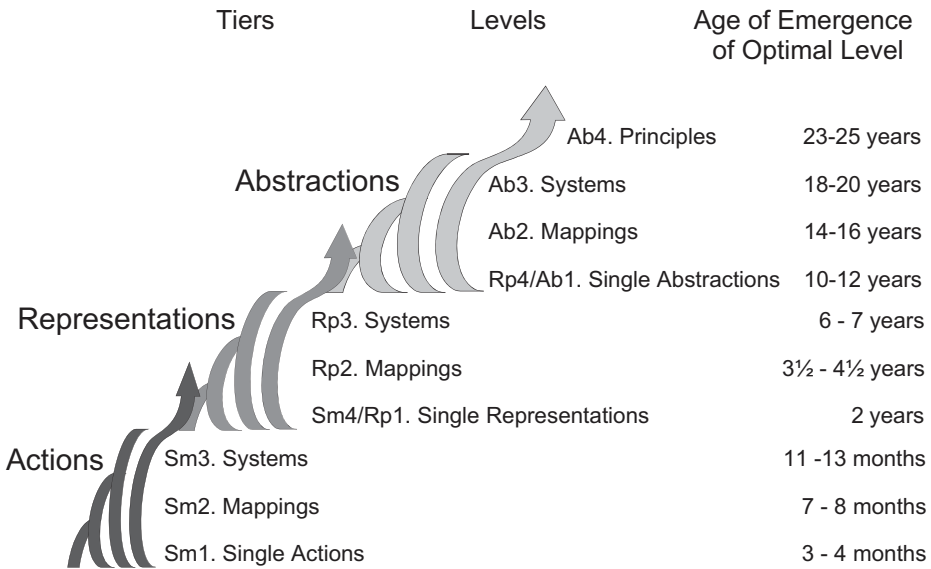 Tiers Levels Age of Emergence
of Optimal Level
Ab4. Principles 23-25 years
Abstractions Ab3. Systems 18-20 years
Ab2. Mappings 14-16 years
Rp4/Ab1. Single Abstractions 10-12 years
Representations Rp3. Systems 6 - 7 years
Rp2. Mappings 3½ - 4½ years
Sm4/Rp1. Single Representations 2 years
Actions Sm3. Systems 11 -13 months
Sm2. Mappings 7 - 8 months
Sm1. Single Actions 3 - 4 months